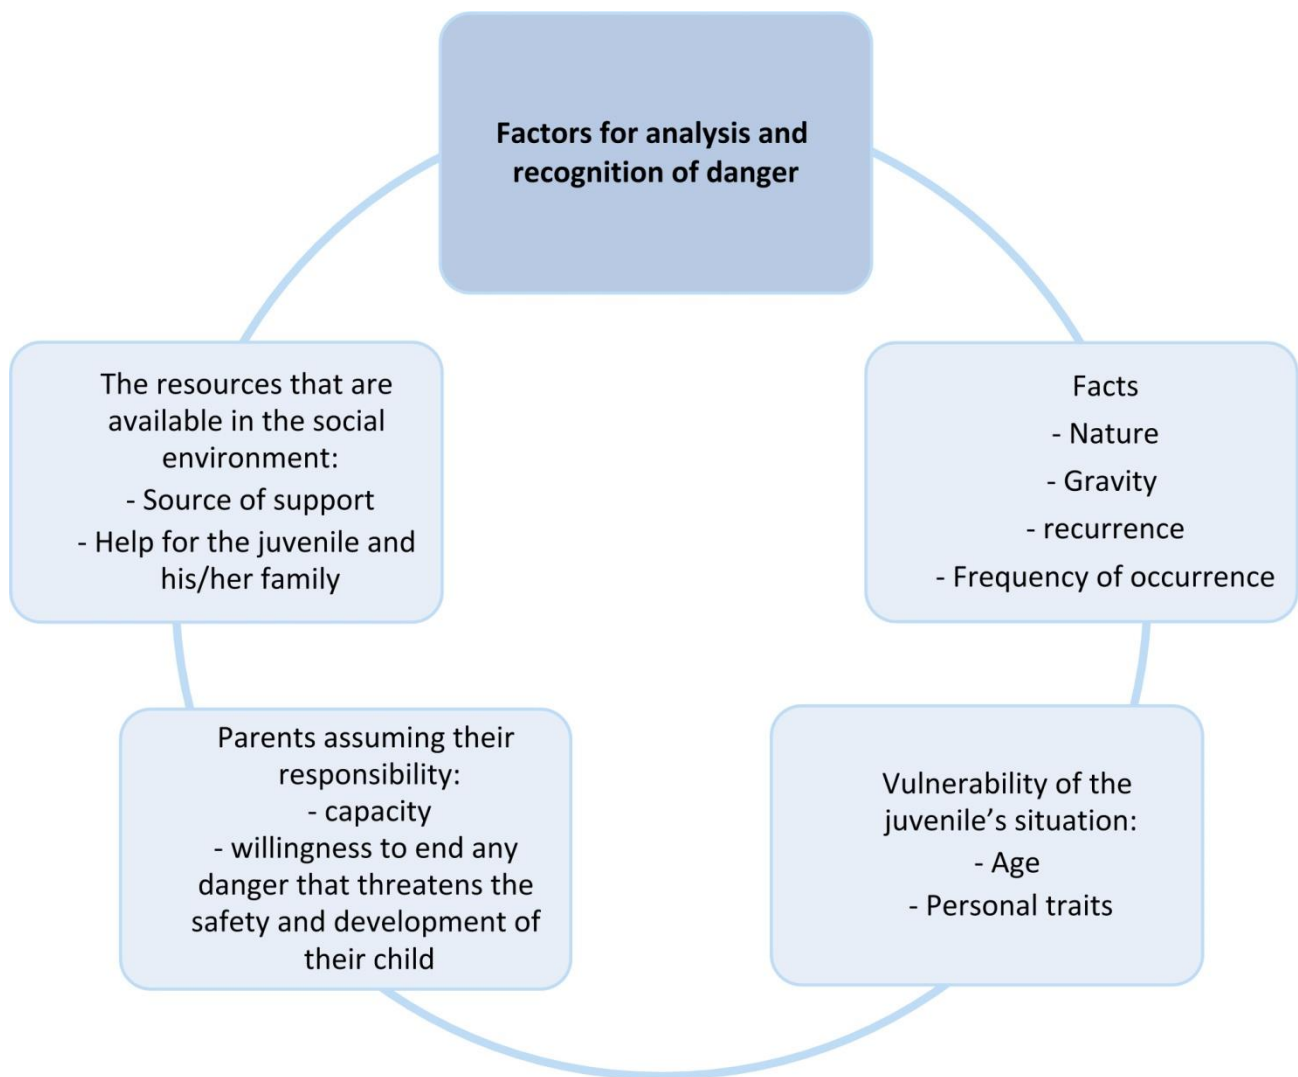 Factors for analysis and
recognition of danger
The resources that are
available in the social
environment:
- Source of support
- Help for the juvenile and
his/her family
Facts
- Nature
- Gravity
- recurrence
- Frequency of occurrence
Parents assuming their
responsibility:
- capacity
- willingness to end any
danger that threatens the
safety and development of
their child
Vulnerability of the
juvenile’s situation:
- Age
- Personal traits